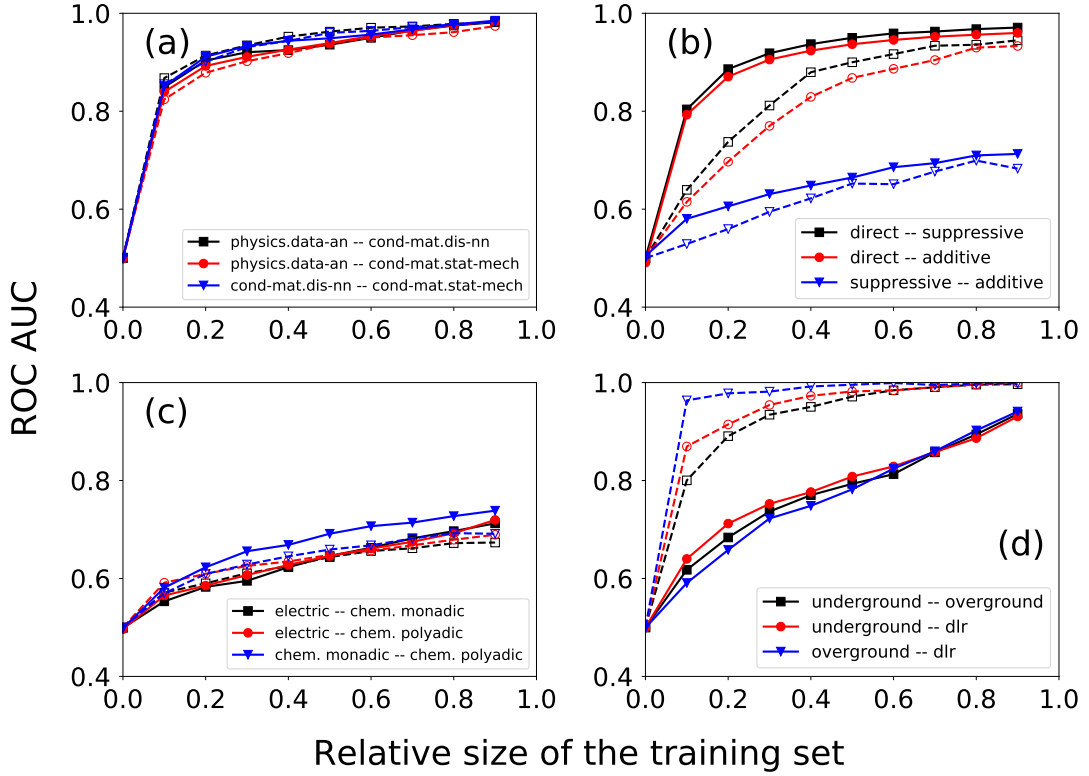 (a)
1.0
0.8
0.6
0.4
physics.data-an -- cond-mat.dis-nn
physics.data-an -- cond-mat.stat-mech
cond-mat.dis-nn -- cond-mat.stat-mech
0.0 0.2 0.4 0.6 0.8 1.0
(b)
1.0
0.8
0.6
0.4
direct -- suppressive
direct -- additive
suppressive -- additive
0.0 0.2 0.4 0.6 0.8 1.0
ROC AUC
(c)
1.0
0.8
0.6
0.4
electric -- chem. monadic
electric -- chem. polyadic
chem. monadic -- chem. polyadic
0.0 0.2 0.4 0.6 0.8 1.0
1.0
0.8
0.6
0.4
(d)
underground -- overground
underground -- dlr
overground -- dlr
0.0 0.2 0.4 0.6 0.8 1.0
Relative size of the training set